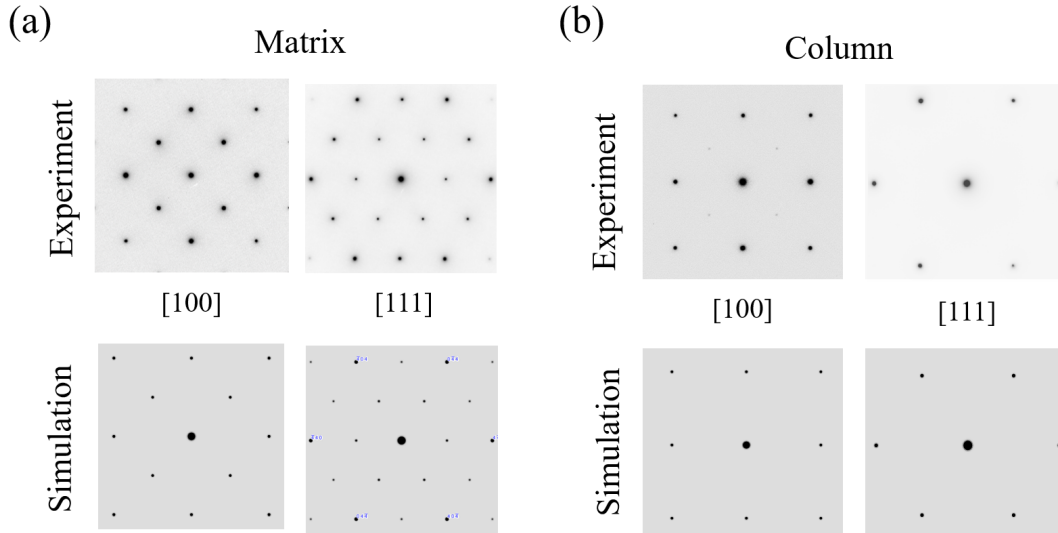 (a)
Matrix
Experiment
[100]
[111]
Simulation
(b)
Column
Experiment
[100]
[111]
Simulation